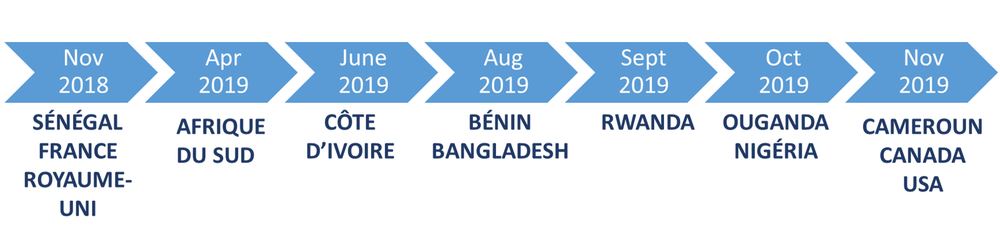 Nov
2018
Apr
2019
June
2019
Aug
2019
Sept
2019
Oct
2019
Nov
2019
SÉNÉGAL
FRANCE
ROYAUME-
UNI
AFRIQUE
DU SUD
CÔTE
D’IVOIRE
BÉNIN
BANGLADESH
RWANDA
OUGANDA
NIGÉRIA
CAMEROUN
CANADA
USA